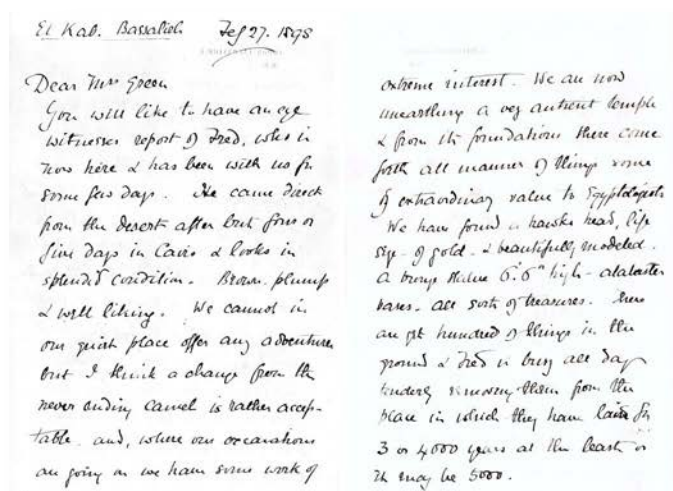 El Kab. Bassalieh Feb 27. 1898
Dear Mrs Green
You will like to have an eye
witnesses report of Fred, who is
now here & has been with us for
some few days. He came direct
from the desert after but four or
five days in Cairo & looks in
splendid condition. Brown, plump
& well liking. We cannot in
our quiet place offer any adventures
but I think a change from the
never ending camel is rather accep-
table. and, where our excavations
are going on we have some work of
extreme interest. We are now
unearthing a very antient temple
& from its foundations there come
forth all manner of things some
of extraordinary value to Egyptologists
We have found a hawks head, life
size - of gold - & beautifully modeled.
a bronze statue 6'.6" high - alabaster
vases - all sorts of treasures. There
are yet hundred of things in the
ground & Fred is busy all day
tenderly removing them from the
place in which they have lain for
3 or 4000 years at the least or
it may be 5000.